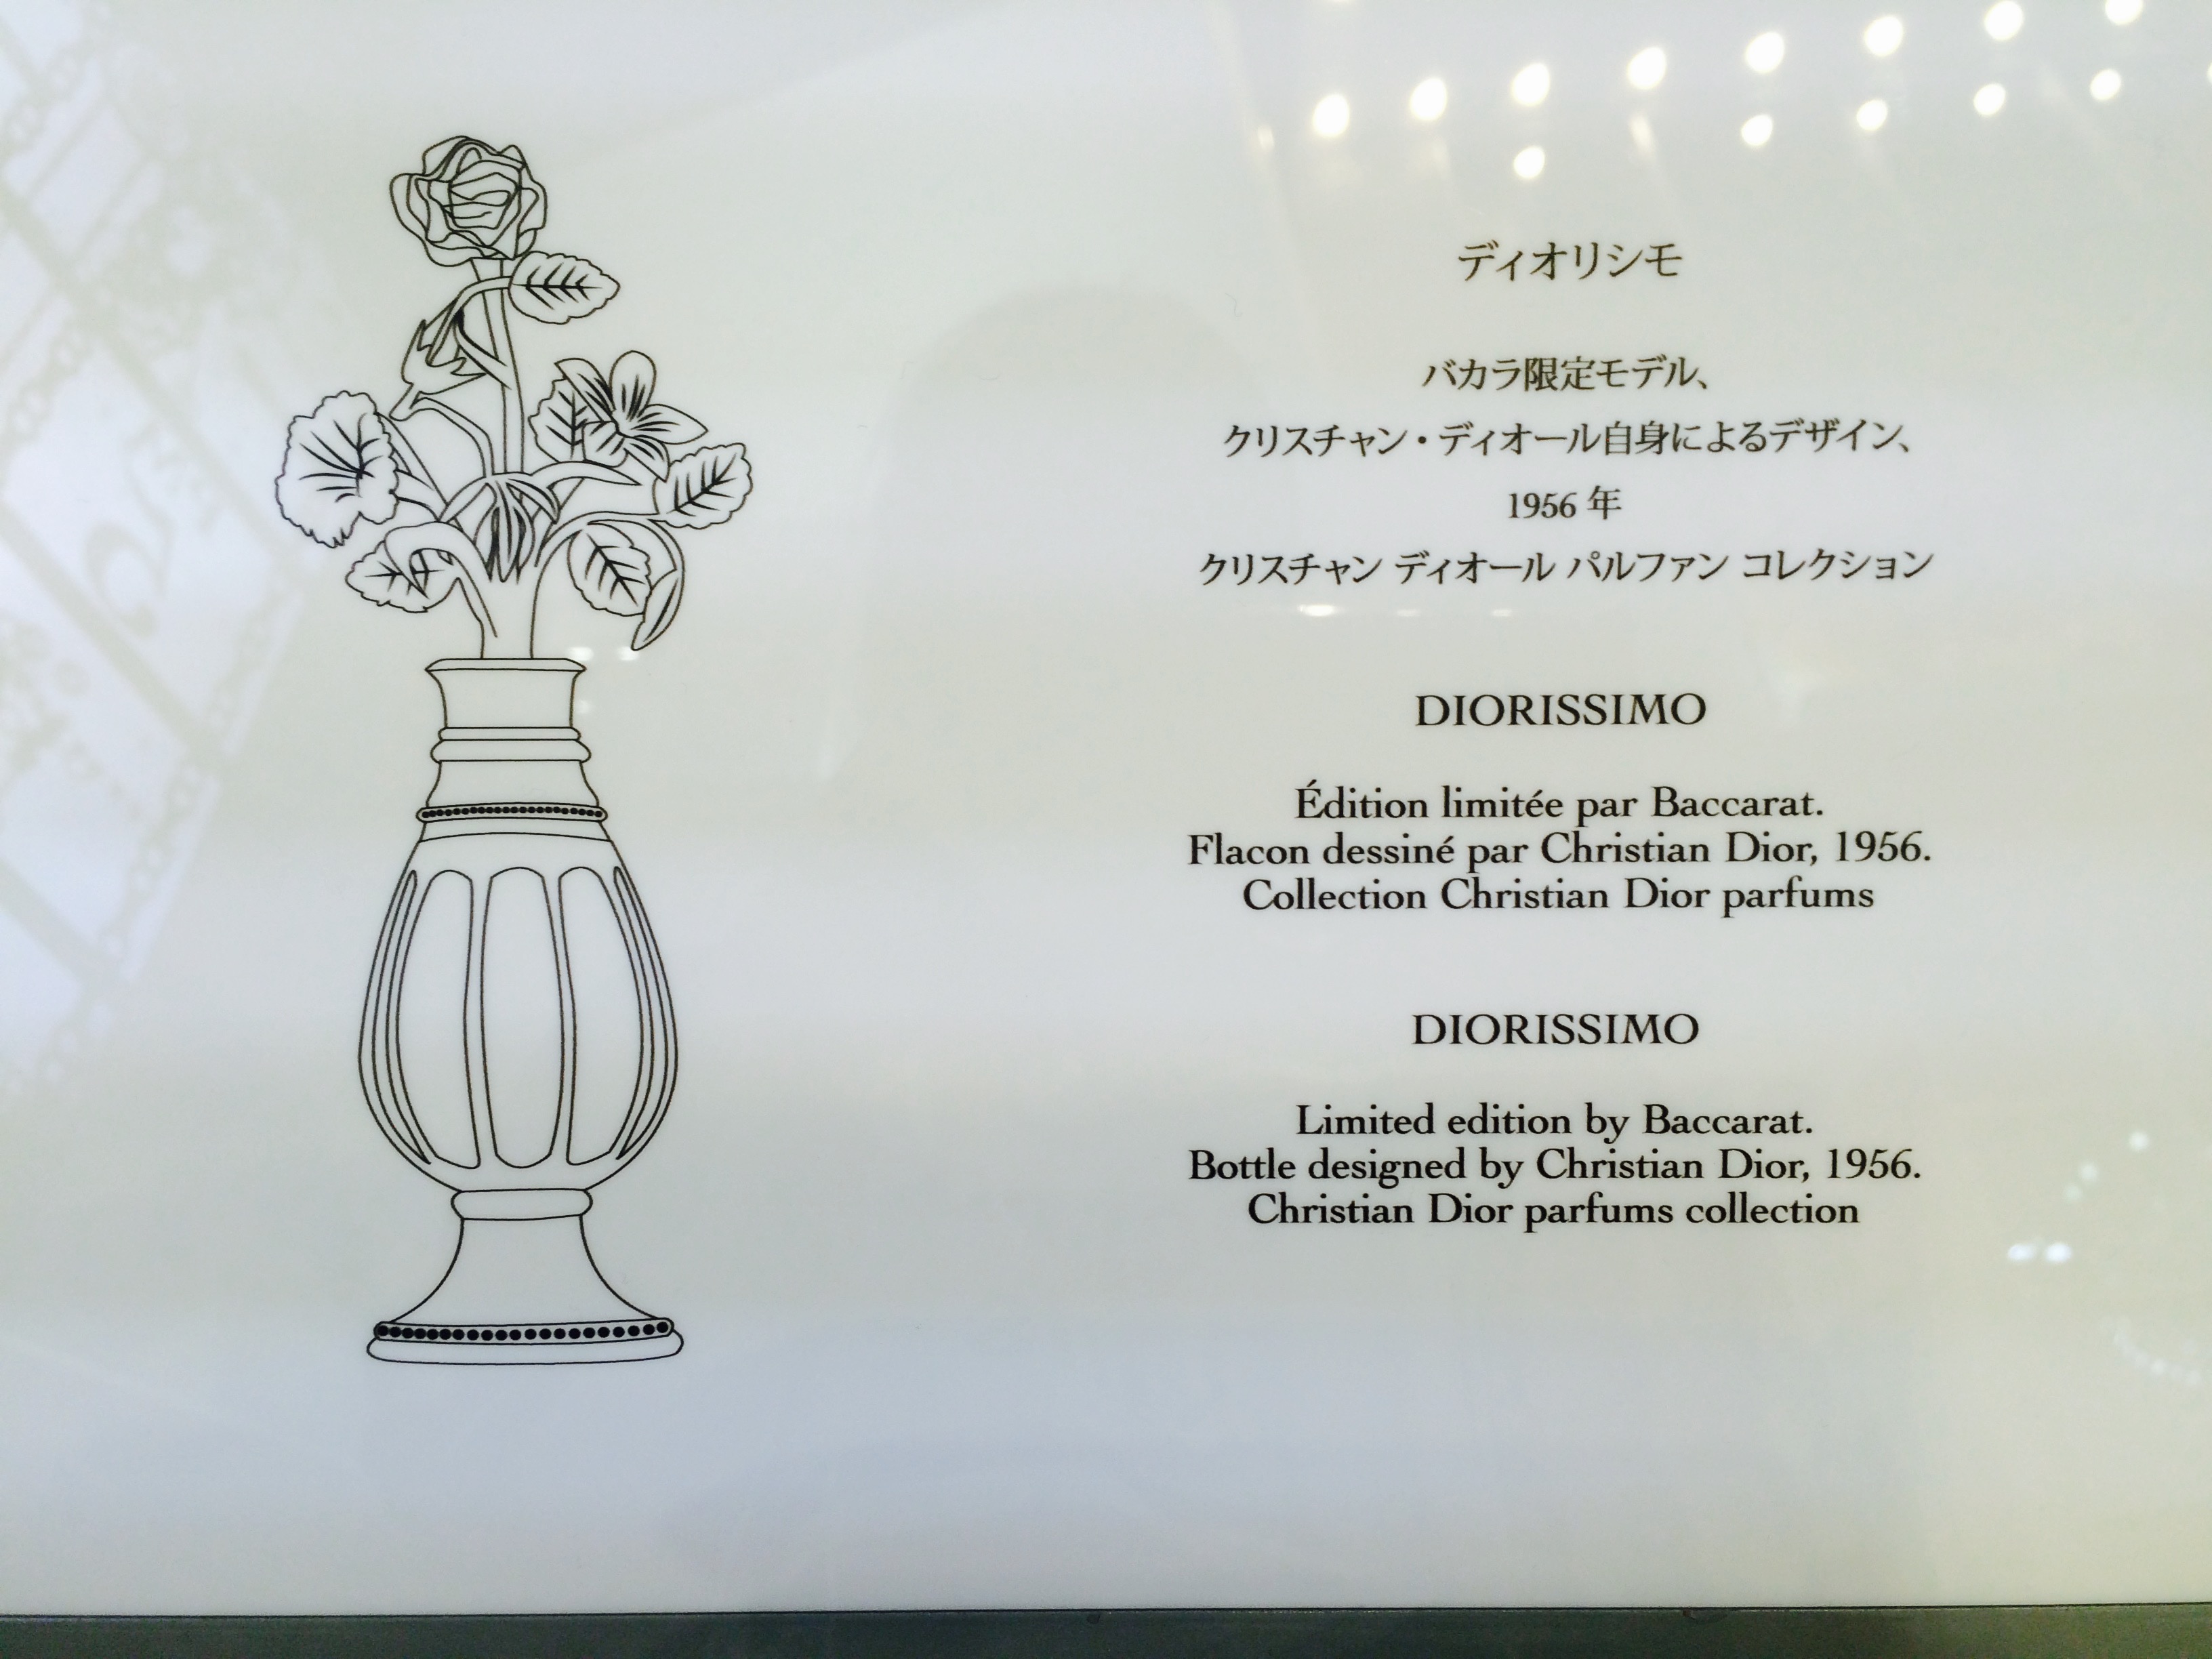 ディオリシモ
バカラ限定モデル、
クリスチャン・ディオール自身によるデザイン、
1956 年
クリスチャン ディオール パルファン コレクション
DIORISSIMO
Édition limitée par Baccarat.
Flacon dessiné par Christian Dior, 1956.
Collection Christian Dior parfums
DIORISSIMO
Limited edition by Baccarat.
Bottle designed by Christian Dior, 1956.
Christian Dior parfums collection